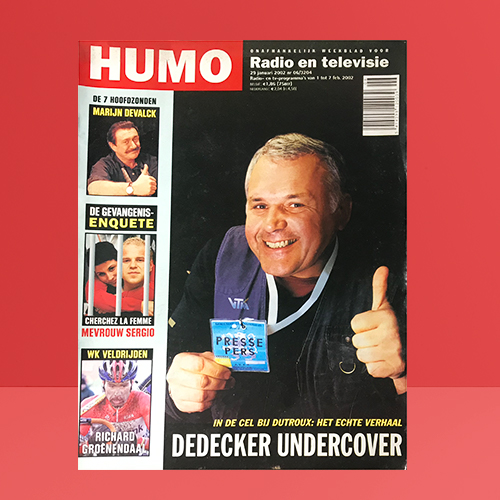 HUMO
ONAFHANKELIJK WEEKBLAD VOOR
Radio en televisie
29 januari 2002 nr 06/3204
Radio- en tv-programma's van 1 tot 7 feb. 2002
DE 7 HOOFDZONDEN
MARIJN DEVALCK
DE GEVANGENIS-
ENQUETE
CHERCHEZ LA FEMME
MEVROUW SERGIO
WK VELDRIJDEN
RICHARD
GROENENDAAL
VTM
PRESSE
PERS
IN DE CEL BIJ DUTROUX: HET ECHTE VERHAAL
DEDECKER UNDERCOVER